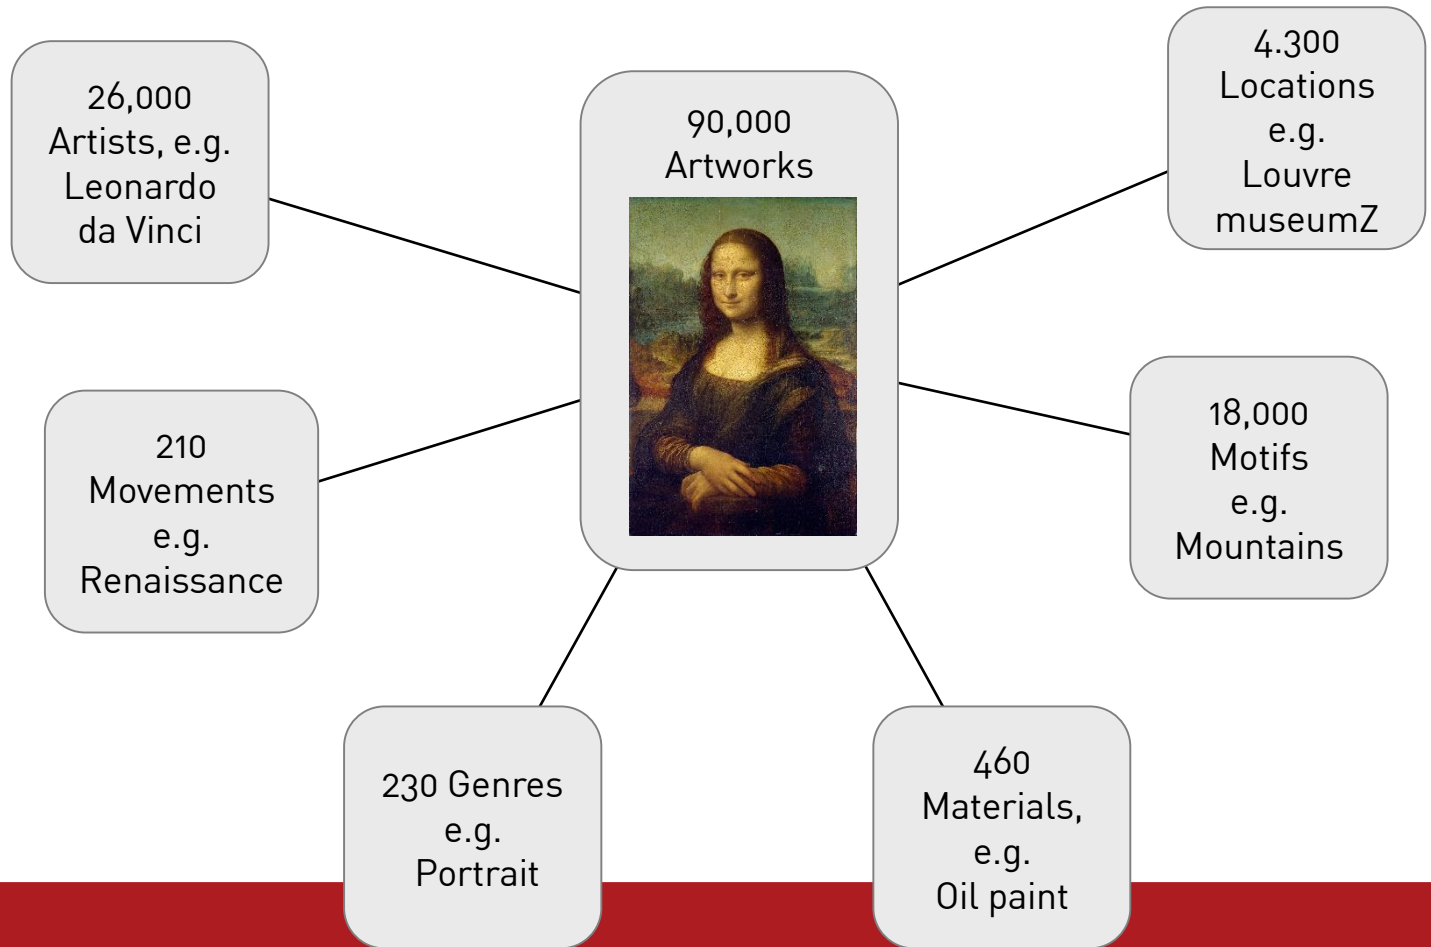 26,000
Artists, e.g.
Leonardo
da Vinci
90,000
Artworks
4.300
Locations
e.g.
Louvre
museumZ
210
Movements
e.g.
Renaissance
18,000
Motifs
e.g.
Mountains
230 Genres
e.g.
Portrait
460
Materials,
e.g.
Oil paint